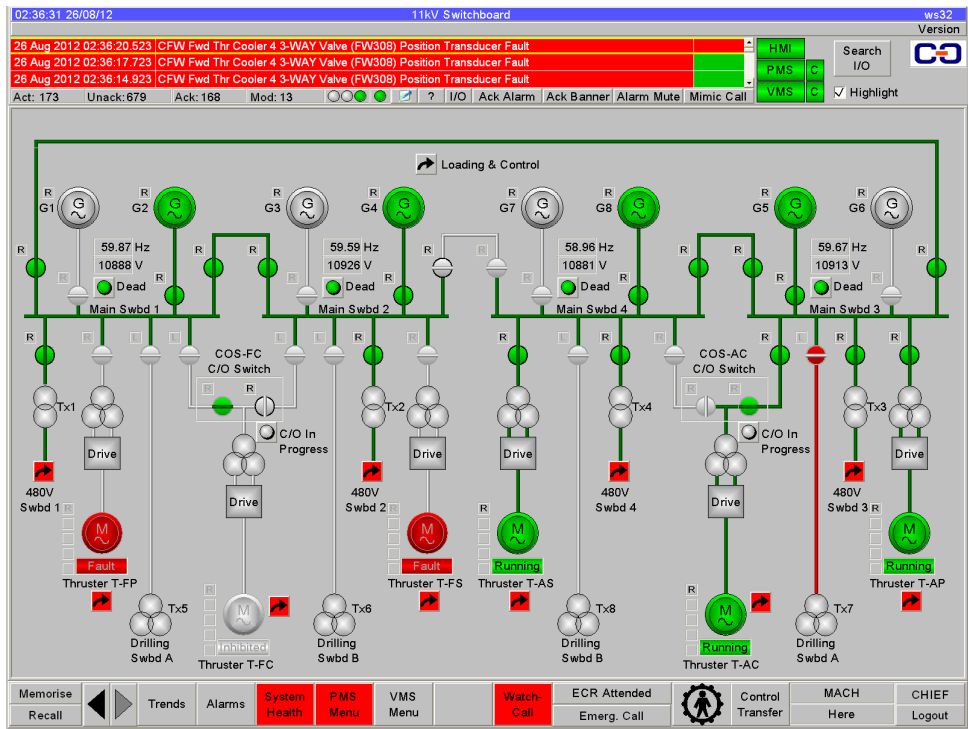 02:36:31 26/08/12 11kV Switchboard ws32
Version
26 Aug 2012 02:36:20.523 CFW Fwd Thr Cooler 4 3-WAY Valve (FW308) Position Transducer Fault
26 Aug 2012 02:36:17.723 CFW Fwd Thr Cooler 4 3-WAY Valve (FW308) Position Transducer Fault
26 Aug 2012 02:36:14.923 CFW Fwd Thr Cooler 4 3-WAY Valve (FW308) Position Transducer Fault
HMI
PMS C
VMS C
Search
I/O
Highlight
Act: 173 Unack:679 Ack:168 Mod: 13 ? I/O Ack Alarm Ack Banner Alarm Mute Mimic Call
Loading & Control
R R R R R R R R
G1 G G2 G G3 G G4 G G7 G G8 G G5 G G6 G
R R R R R R R R
R R R R R R R R
59.87 Hz 59.59 Hz 58.96 Hz 59.67 Hz
10888 V 10926 V 10881 V 10913 V
Dead Dead Dead Dead
Main Swbd 1 Main Swbd 2 Main Swbd 4 Main Swbd 3
R R L L L L R R R L R R R L R R
COS-FC
C/O Switch
R R
COS-AC
C/O Switch
R R
Tx1 Tx2 Tx4 Tx3
C/O In
Progress
C/O In
Progress
Drive Drive Drive Drive
Drive Drive
480V
Swbd 1
480V
Swbd 2
480V
Swbd 4
480V
Swbd 3
R R R R
M M M M
Fault Fault Running Running
Thruster T-FP Thruster T-FS Thruster T-AS Thruster T-AP
R R
M M
Tx5 Tx6 Tx8 Tx7
Inhibited Running
Drilling
Swbd A
Thruster T-FC
Drilling
Swbd B
Drilling
Swbd B
Thruster T-AC
Drilling
Swbd A
Memorise
Recall
Trends
Alarms
System
Health
PMS
Menu
VMS
Menu
Watch-
Call
ECR Attended
Emerg. Call
Control
Transfer
MACH
Here
CHIEF
Logout